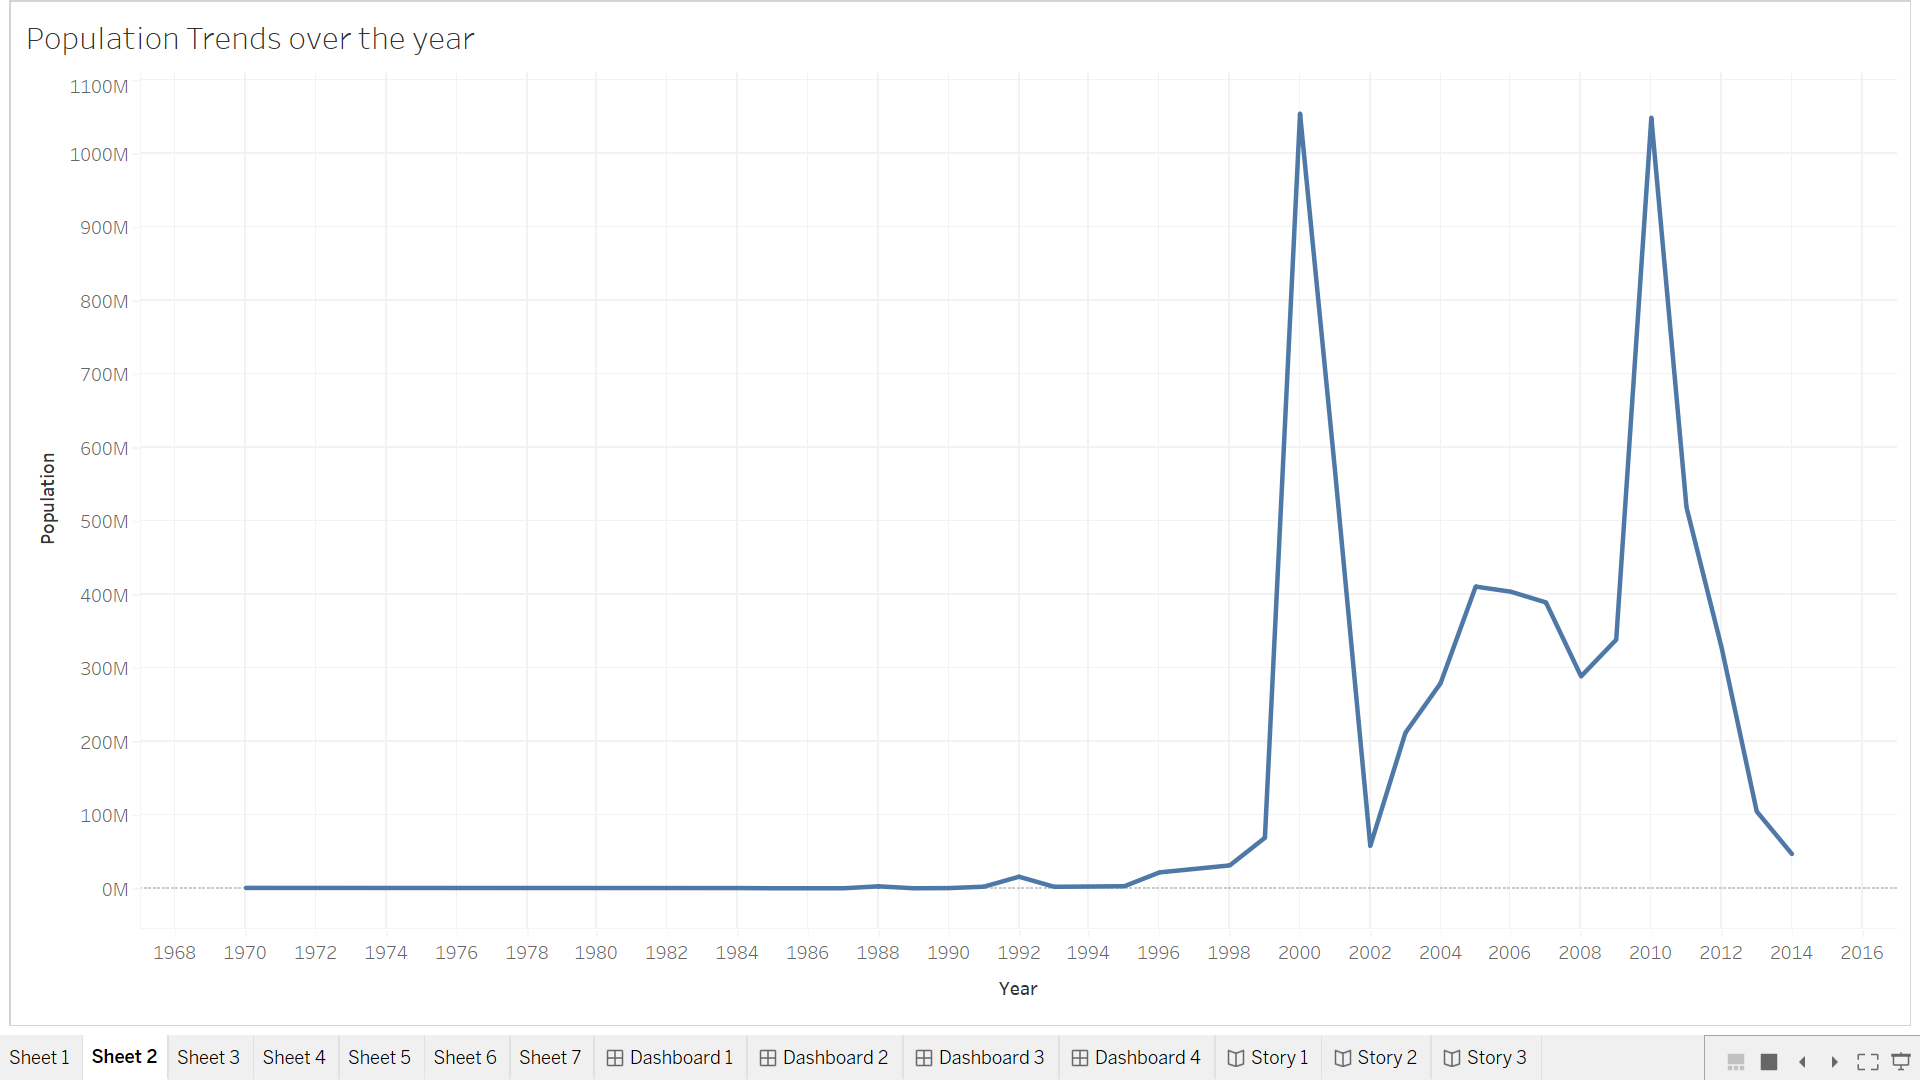 Population Trends over the year
1100M
1000M
900M
800M
700M
600M
500M
400M
300M
200M
100M
0M
Population
1968 1970 1972 1974 1976 1978 1980 1982 1984 1986 1988 1990 1992 1994 1996 1998 2000 2002 2004 2006 2008 2010 2012 2014 2016
Year
Sheet 1 Sheet 2 Sheet 3 Sheet 4 Sheet 5 Sheet 6 Sheet 7 Dashboard 1 Dashboard 2 Dashboard 3 Dashboard 4 Story 1 Story 2 Story 3